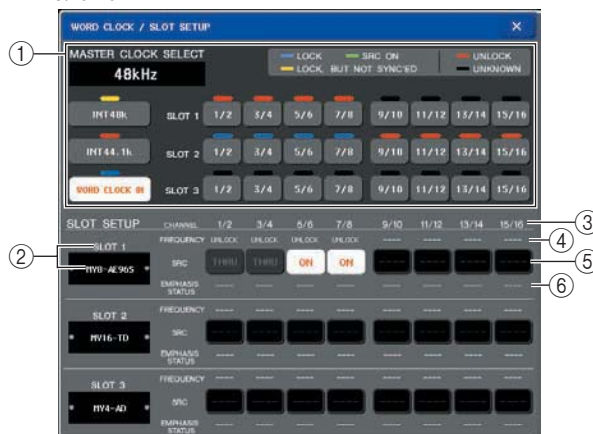 WORD CLOCK / SLOT SETUP ×
① MASTER CLOCK SELECT LOCK SRC ON UNLOCK
48kHz LOCK, BUT NOT SYNC'ED UNKNOWN
INT48k SLOT 1 1/2 3/4 5/6 7/8 9/10 11/12 13/14 15/16
INT44.1k SLOT 2 1/2 3/4 5/6 7/8 9/10 11/12 13/14 15/16
WORD CLOCK IN SLOT 3 1/2 3/4 5/6 7/8 9/10 11/12 13/14 15/16
SLOT SETUP CHANNEL 1/2 3/4 5/6 7/8 9/10 11/12 13/14 15/16 ③
② SLOT 1 FREQUENCY UNLOCK UNLOCK UNLOCK UNLOCK ---- ---- ---- ---- ④
MY8-AE96S SRC THRU THRU ON ON ---- ---- ---- ---- ⑤
EMPHASIS STATUS ---- ---- ---- ---- ---- ---- ---- ---- ⑥
SLOT 2 FREQUENCY ---- ---- ---- ---- ---- ---- ---- ----
MY16-TD SRC ---- ---- ---- ---- ---- ---- ---- ----
EMPHASIS STATUS ---- ---- ---- ---- ---- ---- ---- ----
SLOT 3 FREQUENCY ---- ---- ---- ---- ---- ---- ---- ----
MY4-AD SRC ---- ---- ---- ---- ---- ---- ---- ----
EMPHASIS STATUS ---- ---- ---- ---- ---- ---- ---- ----